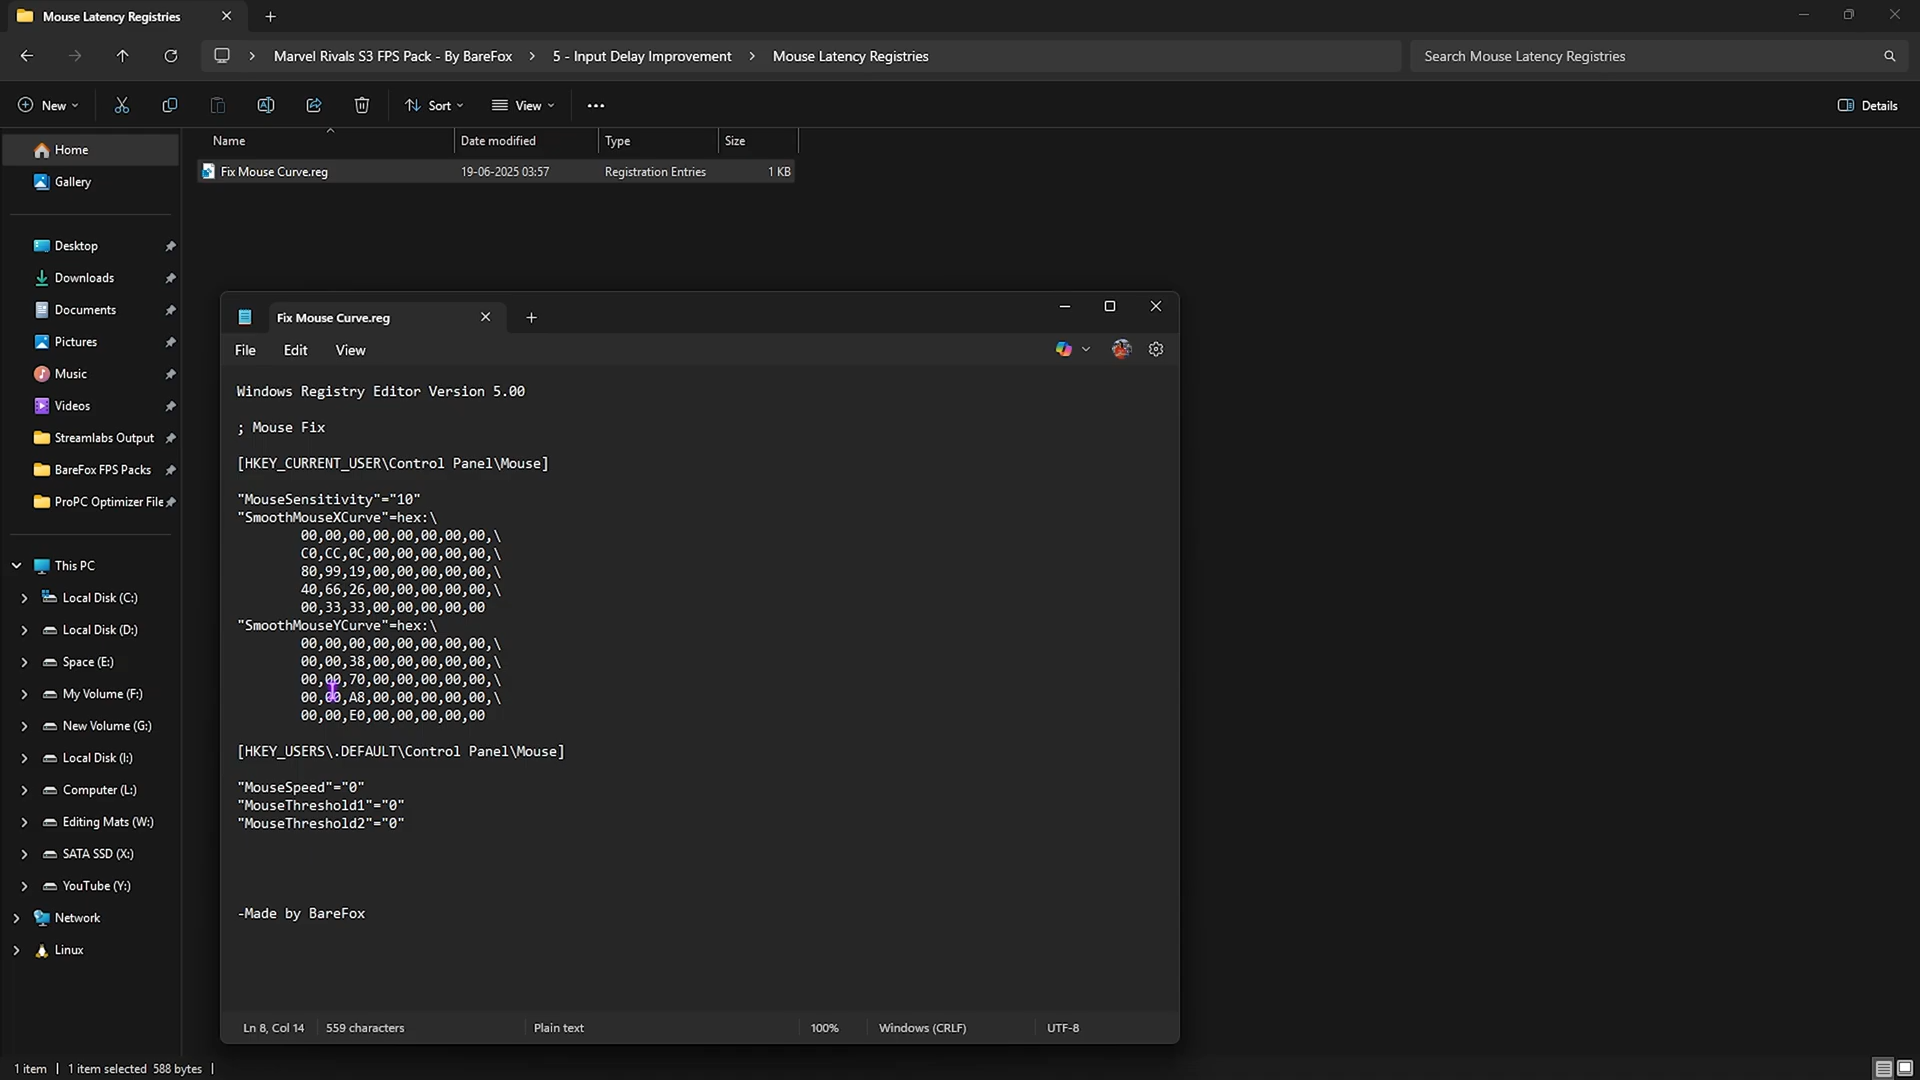 Mouse Latency Registries
Marvel Rivals S3 FPS Pack - By BareFox > 5 - Input Delay Improvement > Mouse Latency Registries
Search Mouse Latency Registries
New
Sort
View
Details
Name
Date modified
Type
Size
Fix Mouse Curve.reg
19-06-2025 03:57
Registration Entries
1 KB
Home
Gallery
Desktop
Downloads
Documents
Pictures
Music
Videos
Streamlabs Output
BareFox FPS Packs
ProPC Optimizer File
This PC
Local Disk (C:)
Local Disk (D:)
Space (E:)
My Volume (F:)
New Volume (G:)
Local Disk (I:)
Computer (L:)
Editing Mats (W:)
SATA SSD (X:)
YouTube (Y:)
Network
Linux
Fix Mouse Curve.reg
File
Edit
View
Windows Registry Editor Version 5.00
; Mouse Fix
[HKEY_CURRENT_USER\Control Panel\Mouse]
"MouseSensitivity"="10"
"SmoothMouseXCurve"=hex:\
00,00,00,00,00,00,00,00,\
C0,CC,0C,00,00,00,00,00,\
80,99,19,00,00,00,00,00,\
40,66,26,00,00,00,00,00,\
00,33,33,00,00,00,00,00
"SmoothMouseYCurve"=hex:\
00,00,00,00,00,00,00,00,\
00,00,38,00,00,00,00,00,\
00,00,70,00,00,00,00,00,\
00,00,A8,00,00,00,00,00,\
00,00,E0,00,00,00,00,00
[HKEY_USERS\.DEFAULT\Control Panel\Mouse]
"MouseSpeed"="0"
"MouseThreshold1"="0"
"MouseThreshold2"="0"
-Made by BareFox
Ln 8, Col 14
559 characters
Plain text
100%
Windows (CRLF)
UTF-8
1 item
1 item selected 588 bytes